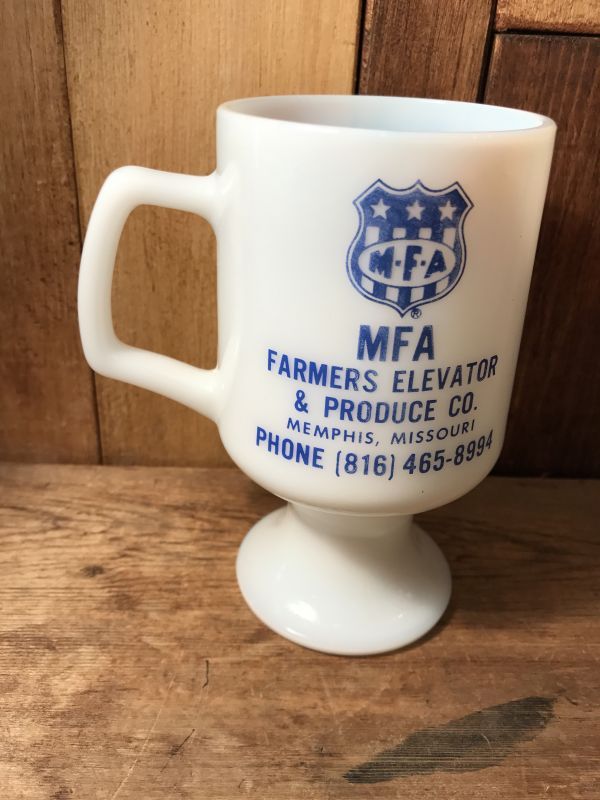 M·F·A
®
MFA
FARMERS ELEVATOR
& PRODUCE CO.
MEMPHIS, MISSOURI
PHONE (816) 465-8994